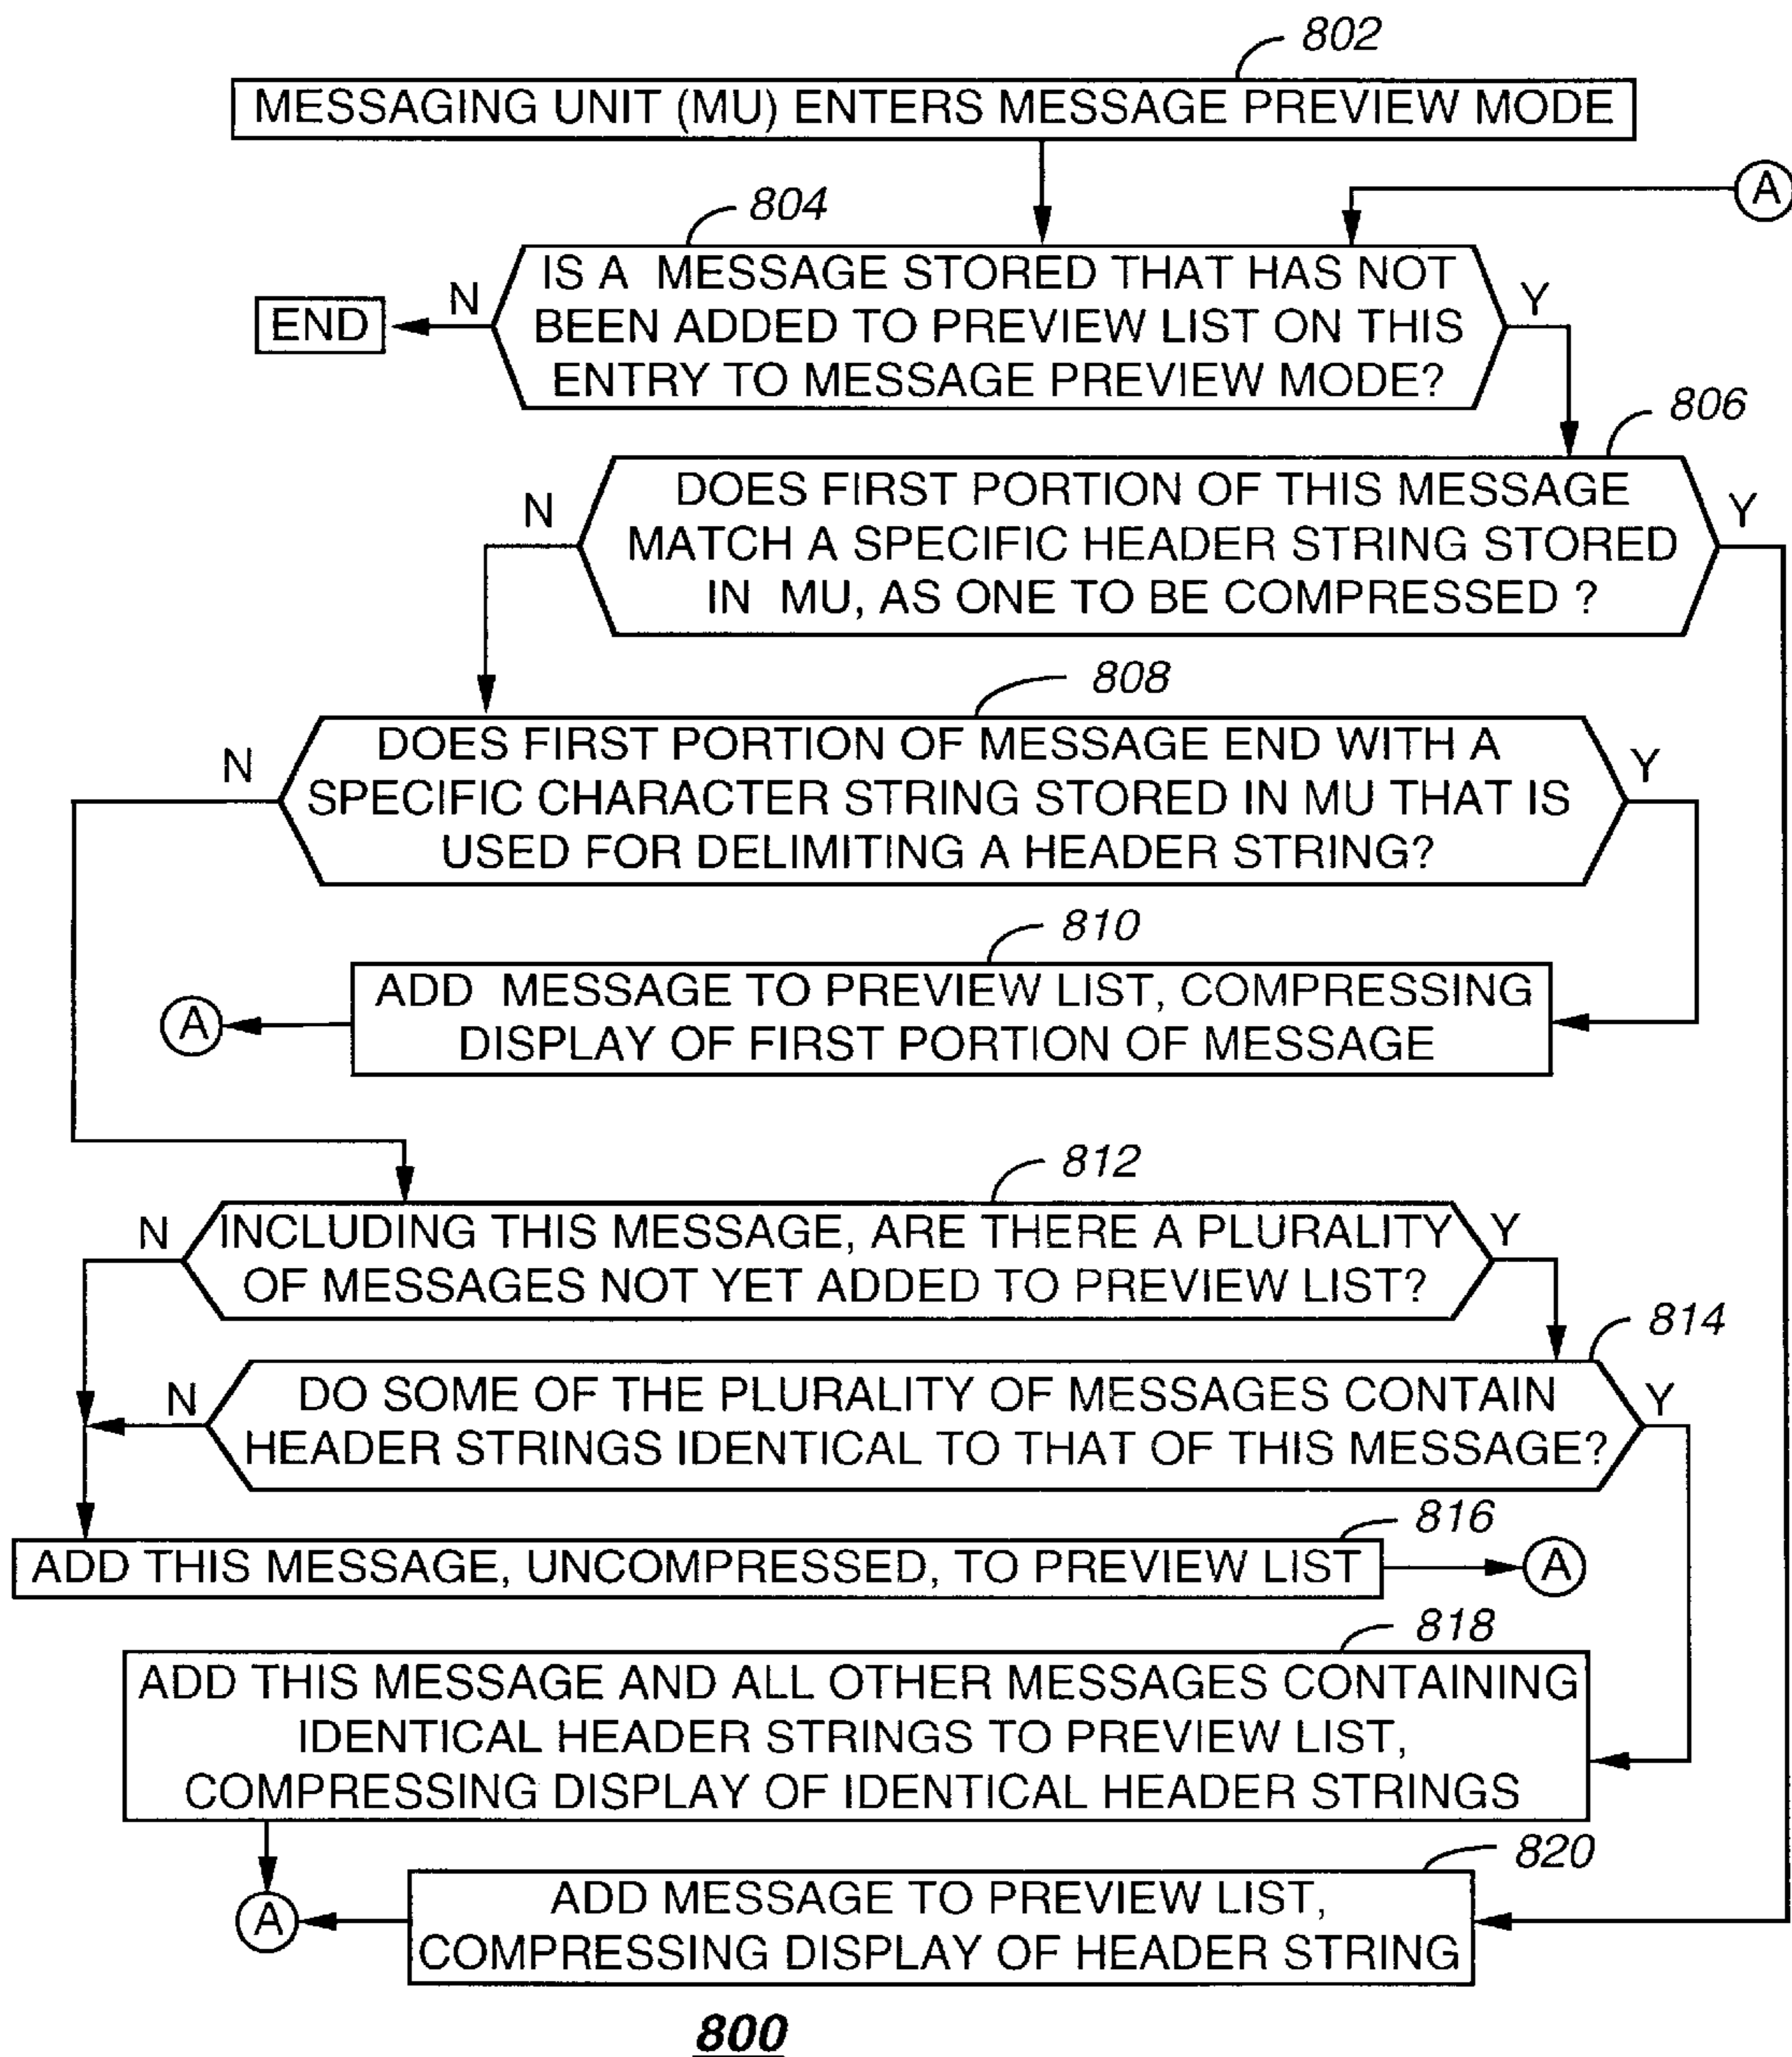 802
MESSAGING UNIT (MU) ENTERS MESSAGE PREVIEW MODE
A
804
IS A MESSAGE STORED THAT HAS NOT
BEEN ADDED TO PREVIEW LIST ON THIS
ENTRY TO MESSAGE PREVIEW MODE?
N
Y
END
806
DOES FIRST PORTION OF THIS MESSAGE
MATCH A SPECIFIC HEADER STRING STORED
IN MU, AS ONE TO BE COMPRESSED ?
N
Y
808
DOES FIRST PORTION OF MESSAGE END WITH A
SPECIFIC CHARACTER STRING STORED IN MU THAT IS
USED FOR DELIMITING A HEADER STRING?
N
Y
810
ADD MESSAGE TO PREVIEW LIST, COMPRESSING
DISPLAY OF FIRST PORTION OF MESSAGE
A
812
INCLUDING THIS MESSAGE, ARE THERE A PLURALITY
OF MESSAGES NOT YET ADDED TO PREVIEW LIST?
N
Y
814
DO SOME OF THE PLURALITY OF MESSAGES CONTAIN
HEADER STRINGS IDENTICAL TO THAT OF THIS MESSAGE?
N
Y
816
ADD THIS MESSAGE, UNCOMPRESSED, TO PREVIEW LIST
A
818
ADD THIS MESSAGE AND ALL OTHER MESSAGES CONTAINING
IDENTICAL HEADER STRINGS TO PREVIEW LIST,
COMPRESSING DISPLAY OF IDENTICAL HEADER STRINGS
820
A
ADD MESSAGE TO PREVIEW LIST,
COMPRESSING DISPLAY OF HEADER STRING
800